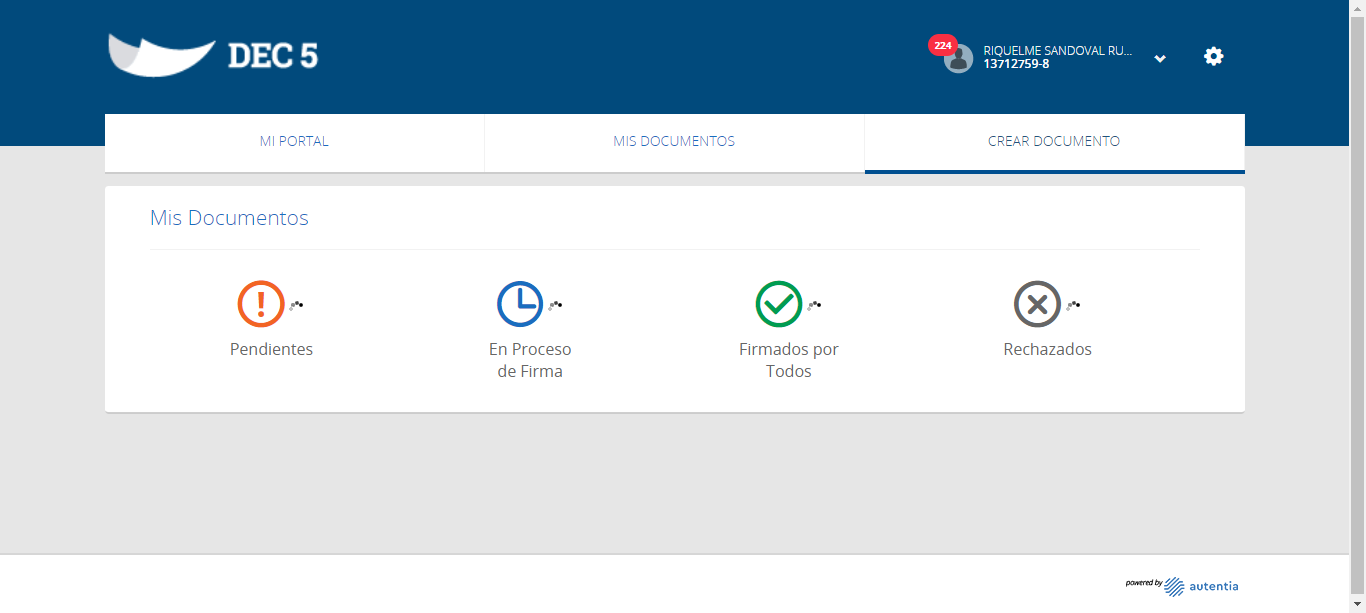 DEC 5
224
RIQUELME SANDOVAL RU...
13712759-8
MI PORTAL
MIS DOCUMENTOS
CREAR DOCUMENTO
Mis Documentos
Pendientes
En Proceso
de Firma
Firmados por
Todos
Rechazados
powered by
autentia